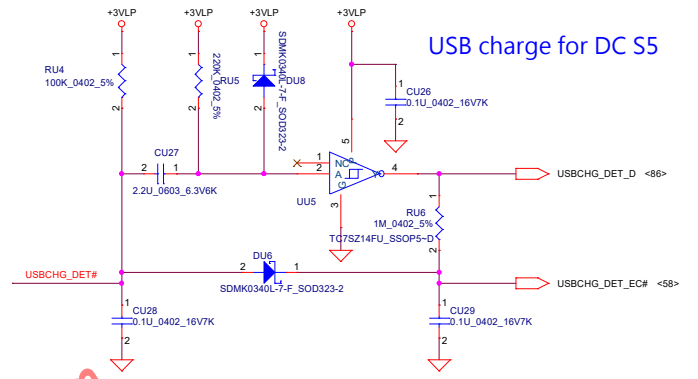 +3VLP
+3VLP
+3VLP
+3VLP
USB charge for DC S5
1
RU4
100K_0402_5%
2
1
220K_0402_5%
RU5
2
SDMK0340L-7-F_SOD323-2
1
DU8
2
1
CU26
0.1U_0402_16V7K
2
CU27
2
1
2.2U_0603_6.3V6K
5
1
NC
P
2
A
Y
4
G
3
UU5
TC7SZ14FU_SSOP5~D
USBCHG_DET_D <86>
1
RU6
1M_0402_5%
2
DU6
2
1
SDMK0340L-7-F_SOD323-2
USBCHG_DET#
USBCHG_DET_EC# <58>
1
CU28
0.1U_0402_16V7K
2
1
CU29
0.1U_0402_16V7K
2